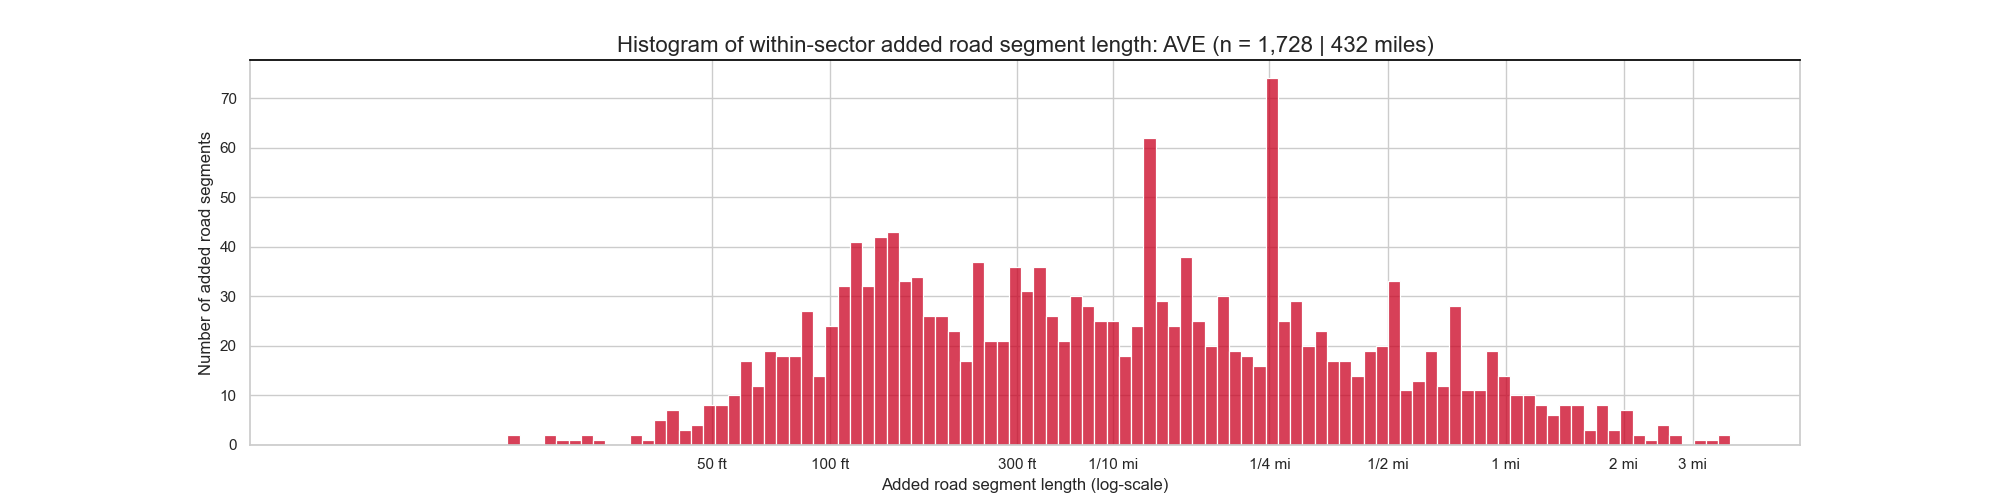 Histogram of within-sector added road segment length: AVE (n = 1,728 | 432 miles)
Number of added road segments
70
60
50
40
30
20
10
0
50 ft 100 ft 300 ft 1/10 mi 1/4 mi 1/2 mi 1 mi 2 mi 3 mi
Added road segment length (log-scale)